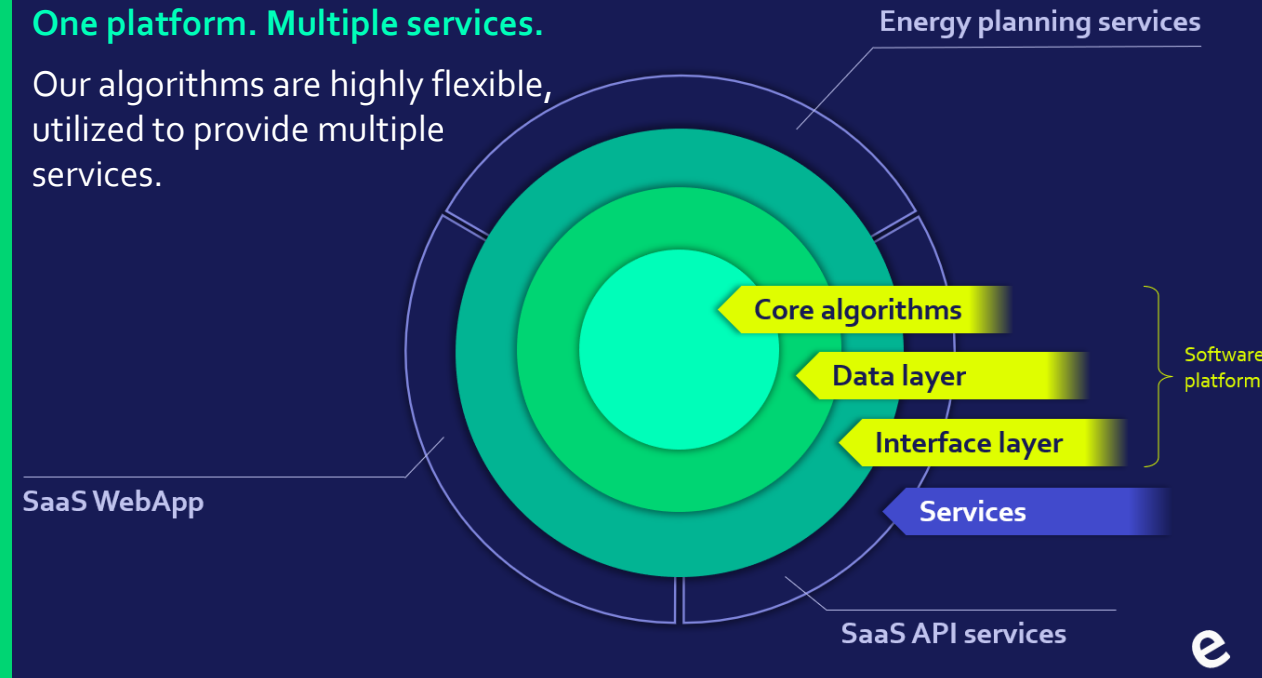 One platform. Multiple services.
Our algorithms are highly flexible,
utilized to provide multiple
services.
Energy planning services
Core algorithms
Data layer
Interface layer
Services
Software
platform
SaaS WebApp
SaaS API services
e